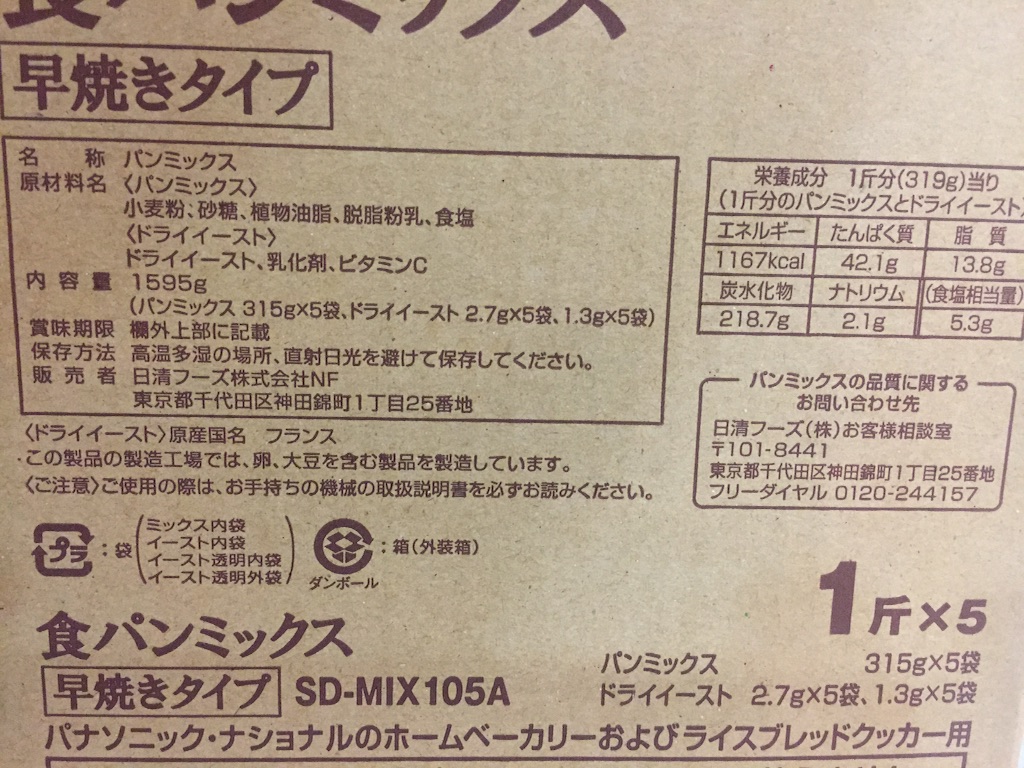 食パンミックス
早焼きタイプ
名称 パンミックス
原材料名 〈パンミックス〉
小麦粉、砂糖、植物油脂、脱脂粉乳、食塩
〈ドライイースト〉
ドライイースト、乳化剤、ビタミンC
内容量 1595g
(パンミックス 315g×5袋、ドライイースト 2.7g×5袋、1.3g×5袋)
賞味期限 欄外上部に記載
保存方法 高温多湿の場所、直射日光を避けて保存してください。
販売者 日清フーズ株式会社NF
東京都千代田区神田錦町1丁目25番地
〈ドライイースト〉原産国名 フランス
・この製品の製造工場では、卵、大豆を含む製品を製造しています。
〈ご注意〉ご使用の際は、お手持ちの機械の取扱説明書を必ずお読みください。
栄養成分 1斤分(319g)当り
(1斤分のパンミックスとドライイースト)
エネルギー たんぱく質 脂質
1167kcal 42.1g 13.8g
炭水化物 ナトリウム (食塩相当量)
218.7g 2.1g 5.3g
パンミックスの品質に関する
お問い合わせ先
日清フーズ(株)お客様相談室
〒101-8441
東京都千代田区神田錦町1丁目25番地
フリーダイヤル 0120-244157
プラ :袋
ミックス内袋
イースト内袋
イースト透明内袋
イースト透明外袋
ダンボール
:箱(外装箱)
1斤×5
食パンミックス
早焼きタイプ SD-MIX105A
パンミックス 315g×5袋
ドライイースト 2.7g×5袋、1.3g×5袋
パナソニック・ナショナルのホームベーカリーおよびライスブレッドクッカー用